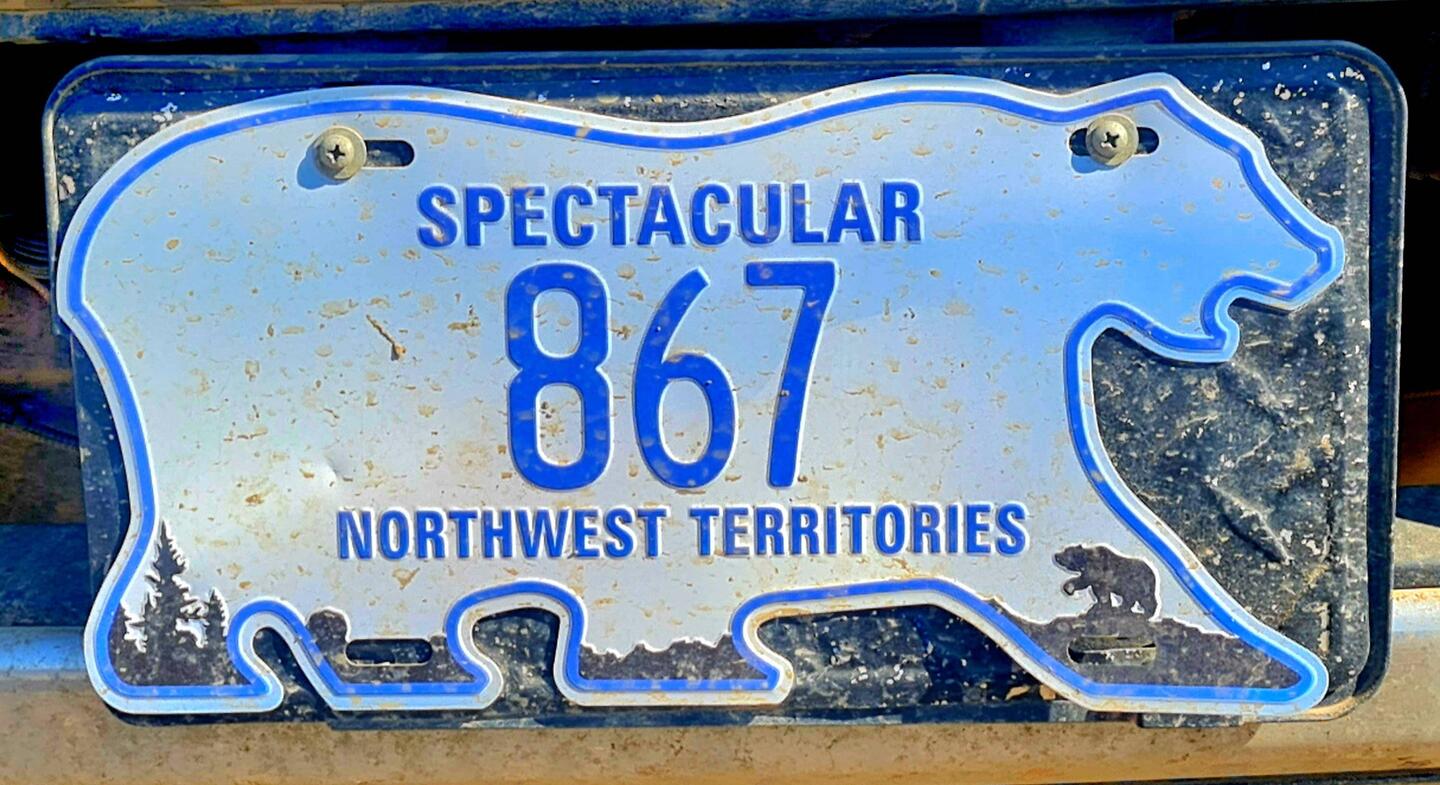 SPECTACULAR
867
NORTHWEST TERRITORIES